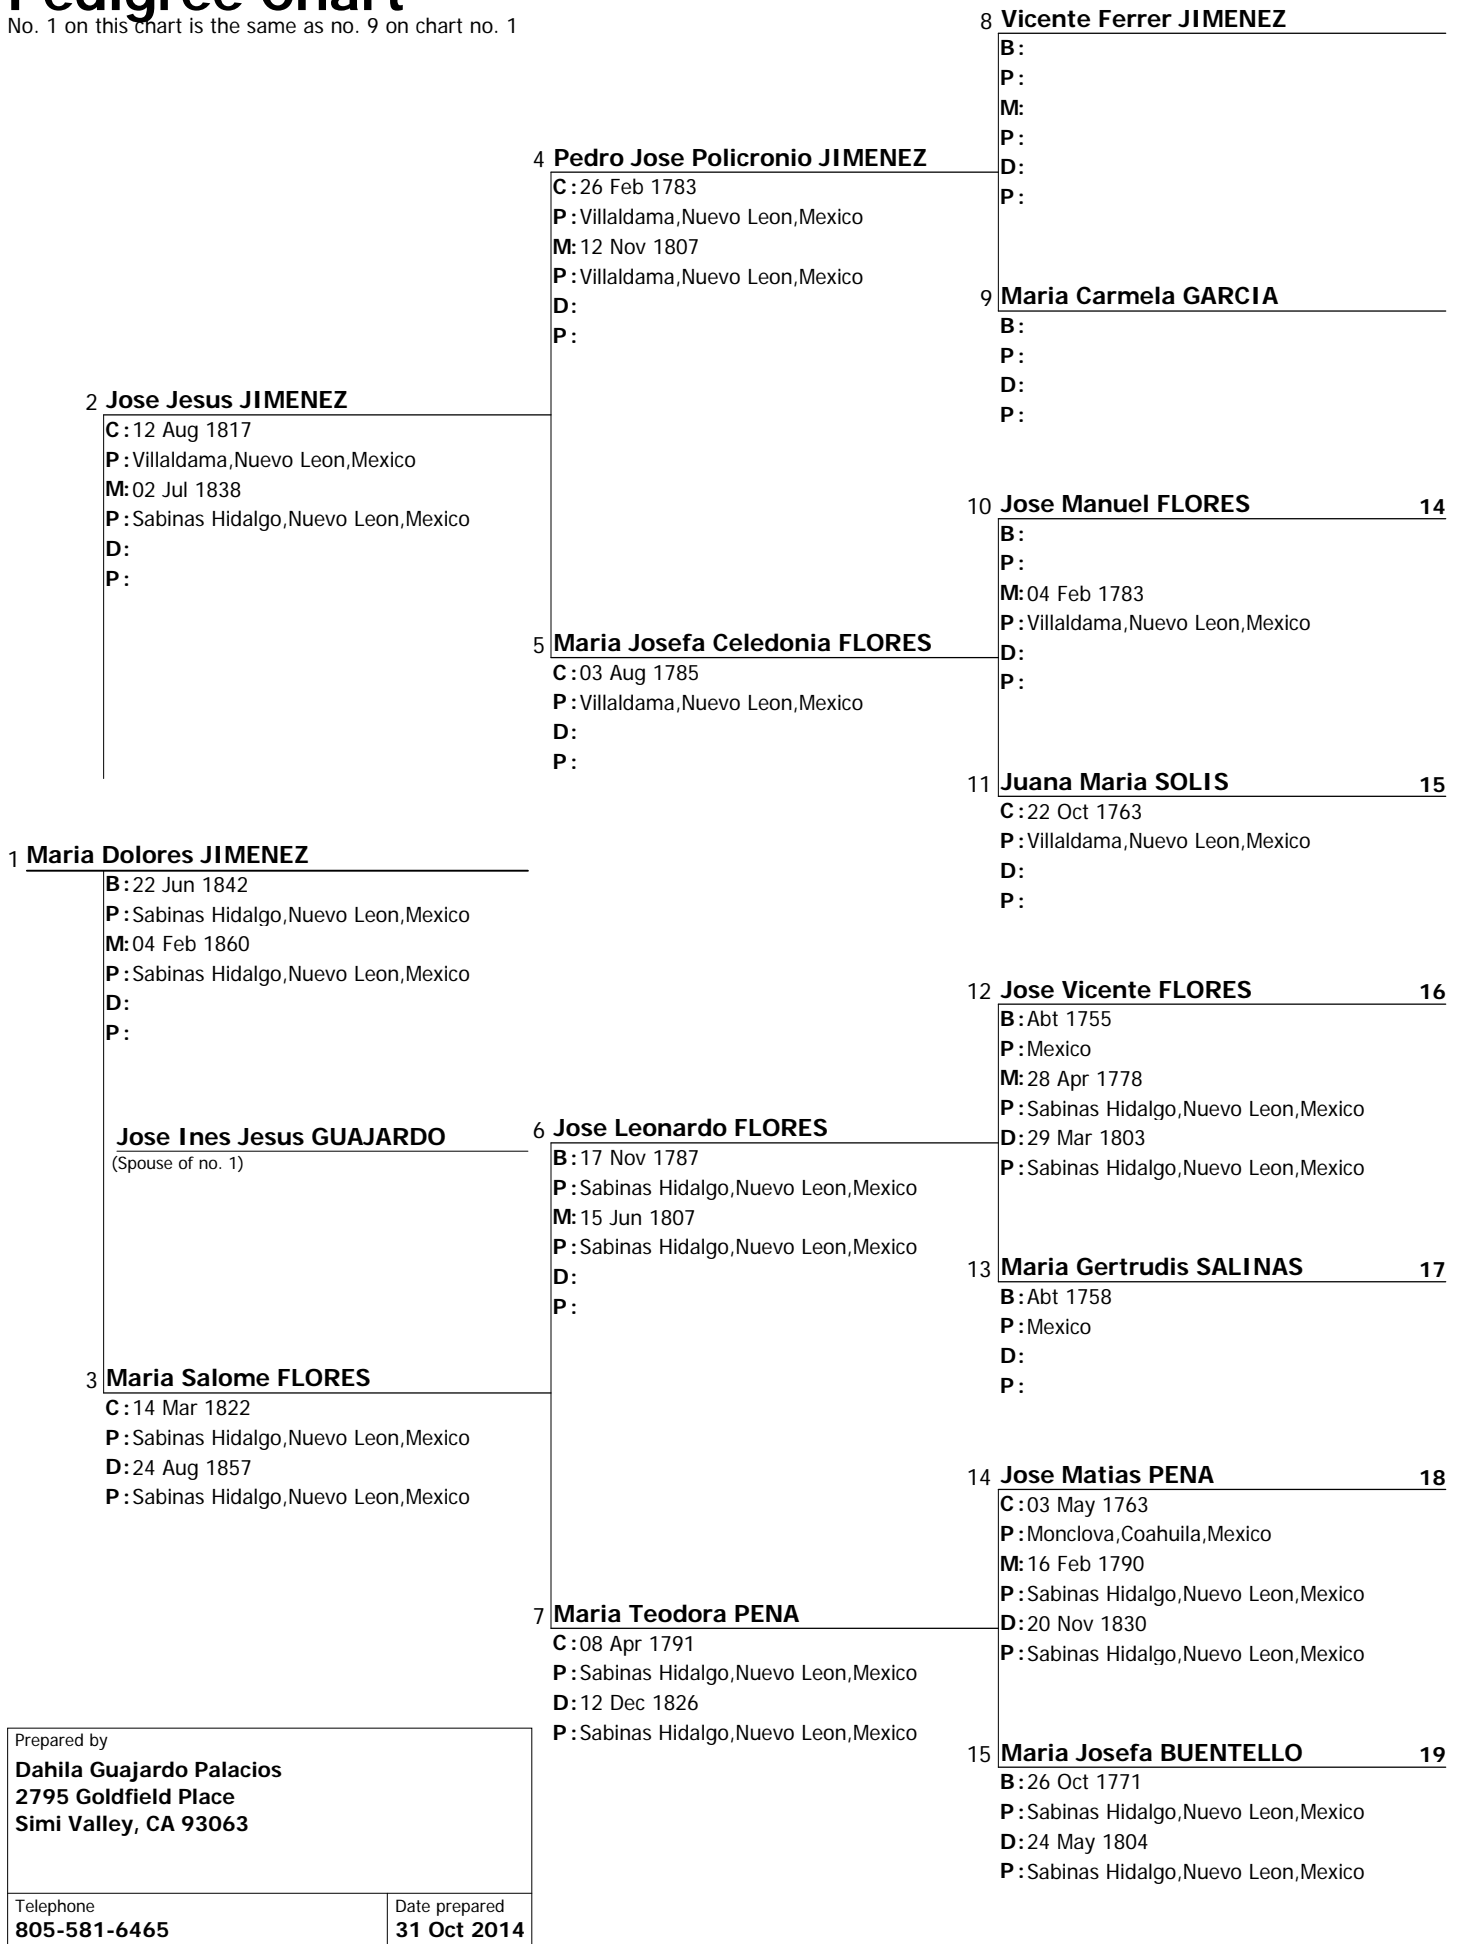 Pedigree Chart
No. 1 on this chart is the same as no. 9 on chart no. 1
8 Vicente Ferrer JIMENEZ
B:
P:
M:
P:
D:
P:
4 Pedro Jose Policronio JIMENEZ
C: 26 Feb 1783
P: Villaldama,Nuevo Leon,Mexico
M: 12 Nov 1807
P: Villaldama,Nuevo Leon,Mexico
D:
P:
9 Maria Carmela GARCIA
B:
P:
D:
P:
2 Jose Jesus JIMENEZ
C: 12 Aug 1817
P: Villaldama,Nuevo Leon,Mexico
M: 02 Jul 1838
P: Sabinas Hidalgo,Nuevo Leon,Mexico
D:
P:
10 Jose Manuel FLORES 14
B:
P:
M: 04 Feb 1783
P: Villaldama,Nuevo Leon,Mexico
D:
P:
5 Maria Josefa Celedonia FLORES
C: 03 Aug 1785
P: Villaldama,Nuevo Leon,Mexico
D:
P:
11 Juana Maria SOLIS 15
C: 22 Oct 1763
P: Villaldama,Nuevo Leon,Mexico
D:
P:
1 Maria Dolores JIMENEZ
B: 22 Jun 1842
P: Sabinas Hidalgo,Nuevo Leon,Mexico
M: 04 Feb 1860
P: Sabinas Hidalgo,Nuevo Leon,Mexico
D:
P:
Jose Ines Jesus GUAJARDO
(Spouse of no. 1)
12 Jose Vicente FLORES 16
B: Abt 1755
P: Mexico
M: 28 Apr 1778
P: Sabinas Hidalgo,Nuevo Leon,Mexico
D: 29 Mar 1803
P: Sabinas Hidalgo,Nuevo Leon,Mexico
6 Jose Leonardo FLORES
B: 17 Nov 1787
P: Sabinas Hidalgo,Nuevo Leon,Mexico
M: 15 Jun 1807
P: Sabinas Hidalgo,Nuevo Leon,Mexico
D:
P:
13 Maria Gertrudis SALINAS 17
B: Abt 1758
P: Mexico
D:
P:
3 Maria Salome FLORES
C: 14 Mar 1822
P: Sabinas Hidalgo,Nuevo Leon,Mexico
D: 24 Aug 1857
P: Sabinas Hidalgo,Nuevo Leon,Mexico
14 Jose Matias PENA 18
C: 03 May 1763
P: Monclova,Coahuila,Mexico
M: 16 Feb 1790
P: Sabinas Hidalgo,Nuevo Leon,Mexico
D: 20 Nov 1830
P: Sabinas Hidalgo,Nuevo Leon,Mexico
7 Maria Teodora PENA
C: 08 Apr 1791
P: Sabinas Hidalgo,Nuevo Leon,Mexico
D: 12 Dec 1826
P: Sabinas Hidalgo,Nuevo Leon,Mexico
15 Maria Josefa BUENTELLO 19
B: 26 Oct 1771
P: Sabinas Hidalgo,Nuevo Leon,Mexico
D: 24 May 1804
P: Sabinas Hidalgo,Nuevo Leon,Mexico
Prepared by
Dahila Guajardo Palacios
2795 Goldfield Place
Simi Valley, CA 93063
Telephone
805-581-6465
Date prepared
31 Oct 2014